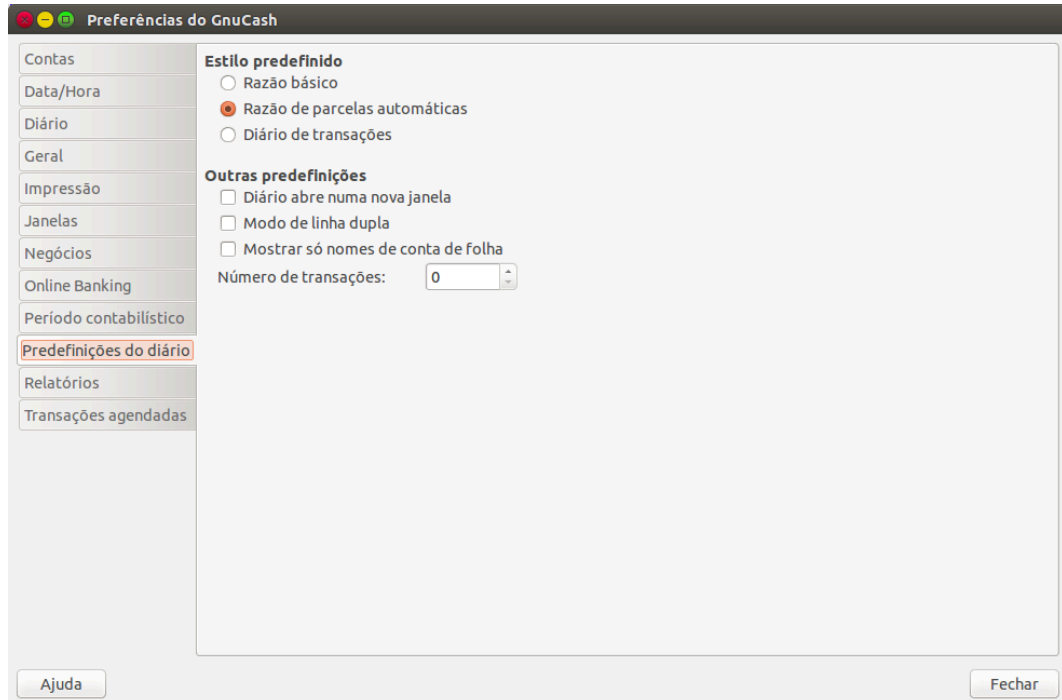 Preferências do GnuCash
Contas
Data/Hora
Diário
Geral
Impressão
Janelas
Negócios
Online Banking
Período contabilístico
Predefinições do diário
Relatórios
Transações agendadas
Estilo predefinido
Razão básico
Razão de parcelas automáticas
Diário de transações
Outras predefinições
Diário abre numa nova janela
Modo de linha dupla
Mostrar só nomes de conta de folha
Número de transações: 0
Ajuda
Fechar